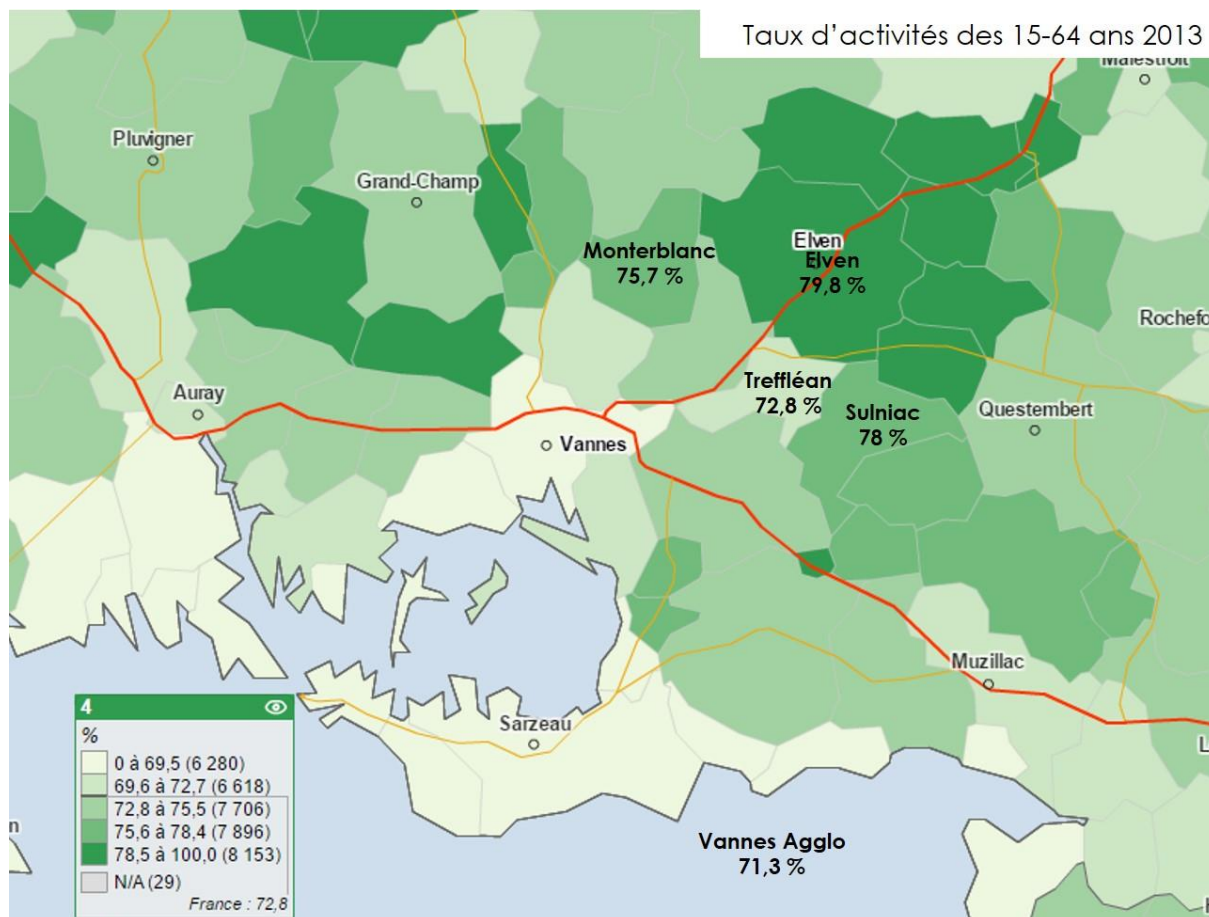 Taux d’activités des 15-64 ans 2013
Malestroit
Pluvigner
Grand-Champ
Monterblanc
75,7 %
Elven
Elven
79,8 %
Auray
Treffléan
72,8 %
Sulniac
78 %
Questembert
Vannes
Muzillac
Sarzeau
Vannes Agglo
71,3 %
4
%
0 à 69,5 (6 280)
69,6 à 72,7 (6 618)
72,8 à 75,5 (7 706)
75,6 à 78,4 (7 896)
78,5 à 100,0 (8 153)
N/A (29)
France : 72,8